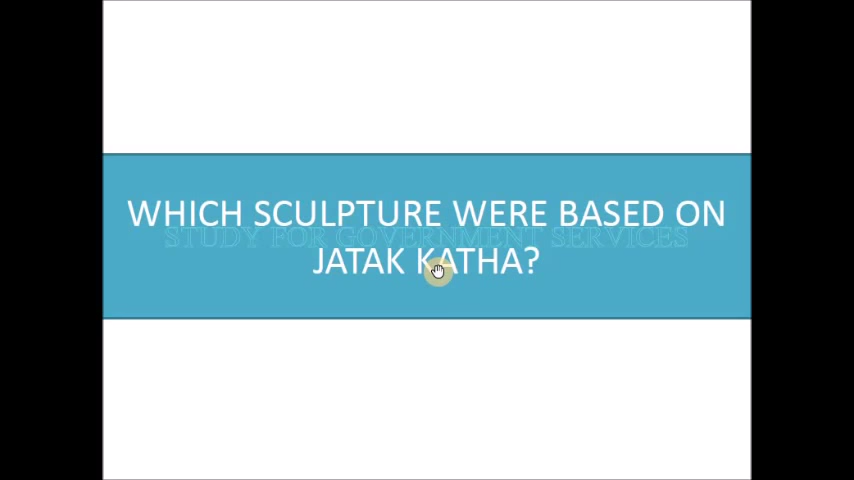 WHICH SCULPTURE WERE BASED ON
STUDY FOR GOVERNMENT SERVICES
JATAK KATHA?